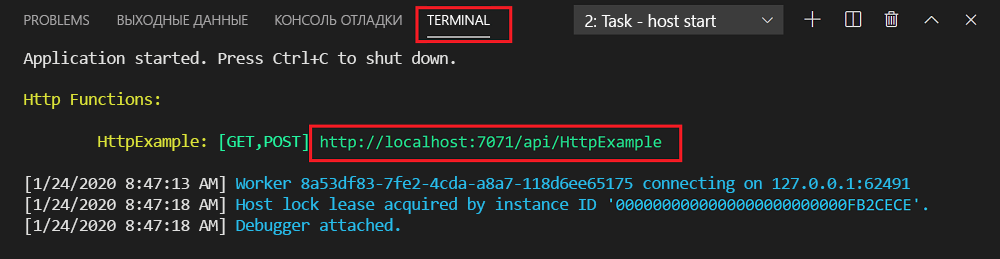 PROBLEMS ВЫХОДНЫЕ ДАННЫЕ КОНСОЛЬ ОТЛАДКИ TERMINAL 2: Task - host start
Application started. Press Ctrl+C to shut down.
Http Functions:
HttpExample: [GET,POST] http://localhost:7071/api/HttpExample
[1/24/2020 8:47:13 AM] Worker 8a53df83-7fe2-4cda-a8a7-118d6ee65175 connecting on 127.0.0.1:62491
[1/24/2020 8:47:18 AM] Host lock lease acquired by instance ID '000000000000000000000000FB2CECE'.
[1/24/2020 8:47:18 AM] Debugger attached.